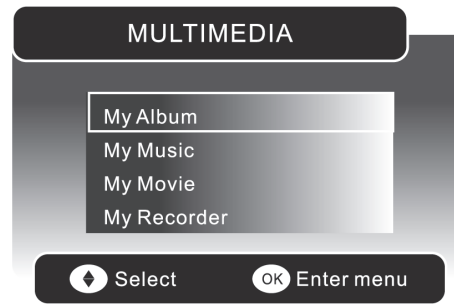 MULTIMEDIA
My Album
My Music
My Movie
My Recorder
Select OK Enter menu